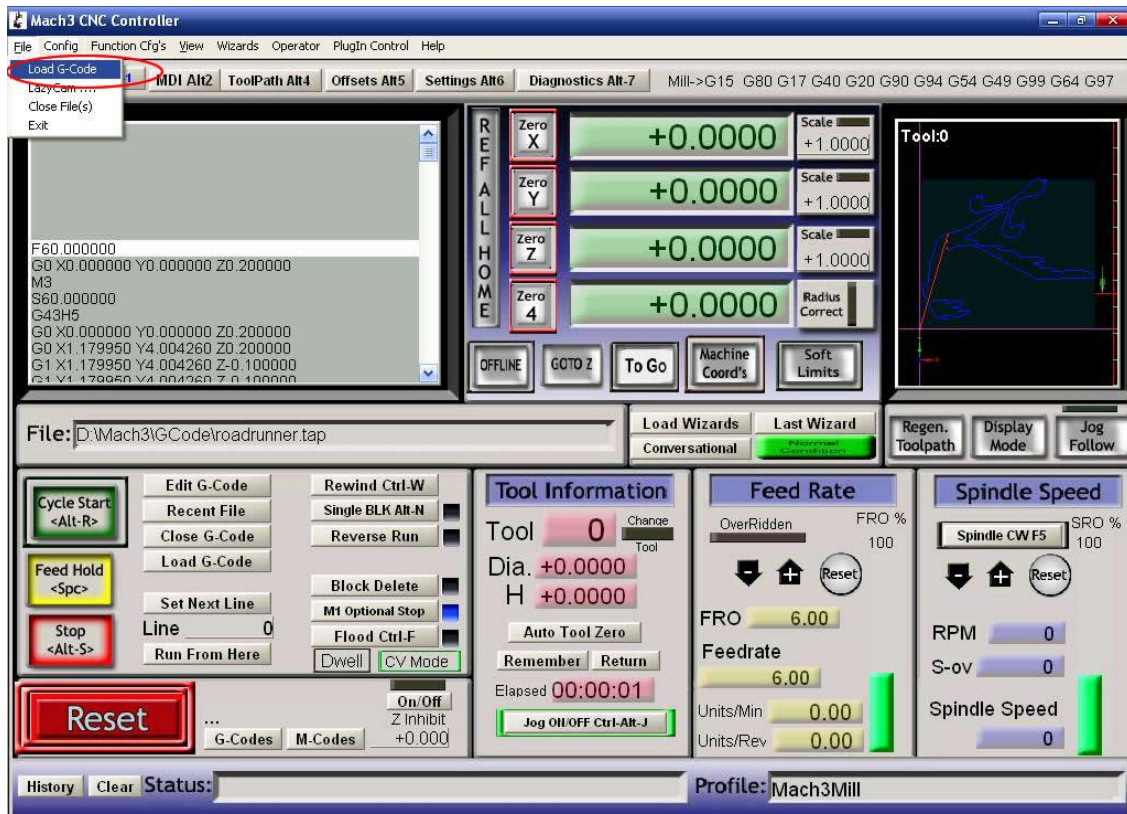 Mach3 CNC Controller
File Config Function Cfg's View Wizards Operator PlugIn Control Help
Load G-Code
LazyCam ....
Close File(s)
Exit
MDI Alt2 ToolPath Alt4 Offsets Alt5 Settings Alt6 Diagnostics Alt-7 Mill->G15 G80 G17 G40 G20 G90 G94 G54 G49 G99 G64 G97
F60.000000
G0 X0.000000 Y0.000000 Z0.200000
M3
S60.000000
G43H5
G0 X0.000000 Y0.000000 Z0.200000
G0 X1.179950 Y4.004260 Z0.200000
G1 X1.179950 Y4.004260 Z-0.100000
REF ALL HOME
Zero X +0.0000 Scale +1.0000
Zero Y +0.0000 Scale +1.0000
Zero Z +0.0000 Scale +1.0000
Zero 4 +0.0000 Radius Correct
OFFLINE GOTO Z To Go Machine Coord's Soft Limits
Tool:0
File: D:\Mach3\GCode\roadrunner.tap
Load Wizards Last Wizard
Conversational Normal Condition
Regen. Toolpath Display Mode Jog Follow
Cycle Start <Alt-R>
Feed Hold <Spc>
Stop <Alt-S>
Edit G-Code
Recent File
Close G-Code
Load G-Code
Set Next Line
Line 0
Run From Here
Rewind Ctrl-W
Single BLK Alt-N
Reverse Run
Block Delete
M1 Optional Stop
Flood Ctrl-F
Dwell CV Mode
Reset
...
G-Codes M-Codes
On/Off
Z Inhibit
+0.000
Tool Information
Tool 0 Change Tool
Dia. +0.0000
H +0.0000
Auto Tool Zero
Remember Return
Elapsed 00:00:01
Jog ON/OFF Ctrl-Alt-J
Feed Rate
OverRidden FRO %
100
Reset
FRO 6.00
Feedrate
6.00
Units/Min 0.00
Units/Rev 0.00
Spindle Speed
Spindle CW F5 SRO %
100
Reset
RPM 0
S-ov 0
Spindle Speed
0
History Clear Status:
Profile: Mach3Mill